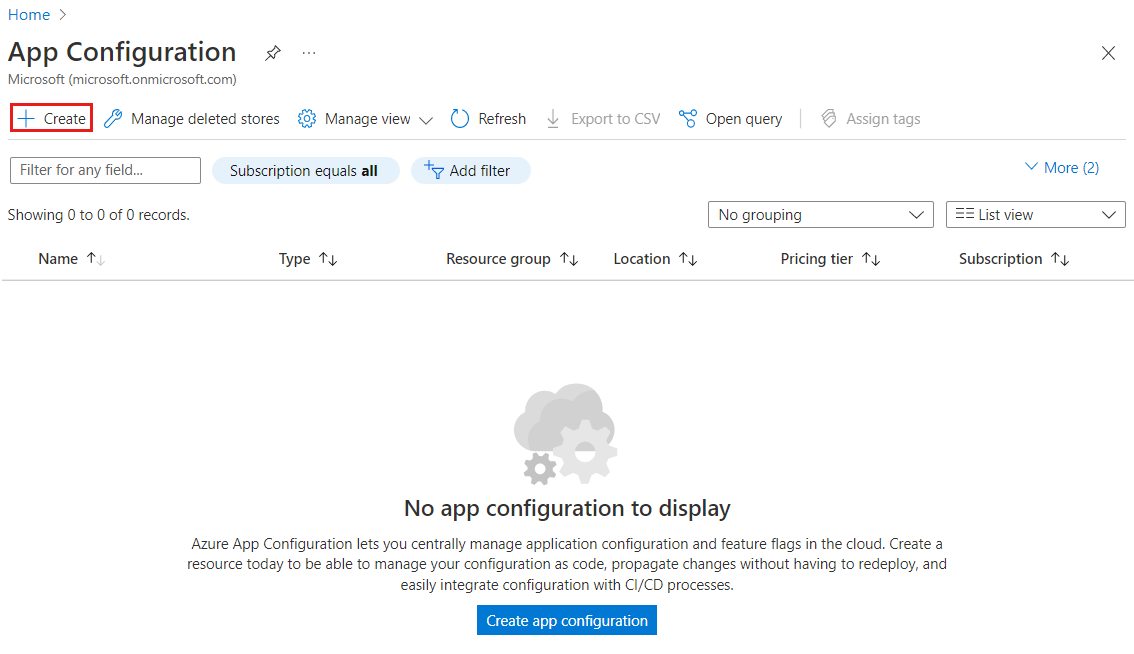 Home
App Configuration
Microsoft (microsoft.onmicrosoft.com)
Create Manage deleted stores Manage view Refresh Export to CSV Open query Assign tags
Filter for any field... Subscription equals all Add filter More (2)
Showing 0 to 0 of 0 records. No grouping List view
Name Type Resource group Location Pricing tier Subscription
No app configuration to display
Azure App Configuration lets you centrally manage application configuration and feature flags in the cloud. Create a
resource today to be able to manage your configuration as code, propagate changes without having to redeploy, and
easily integrate configuration with CI/CD processes.
Create app configuration